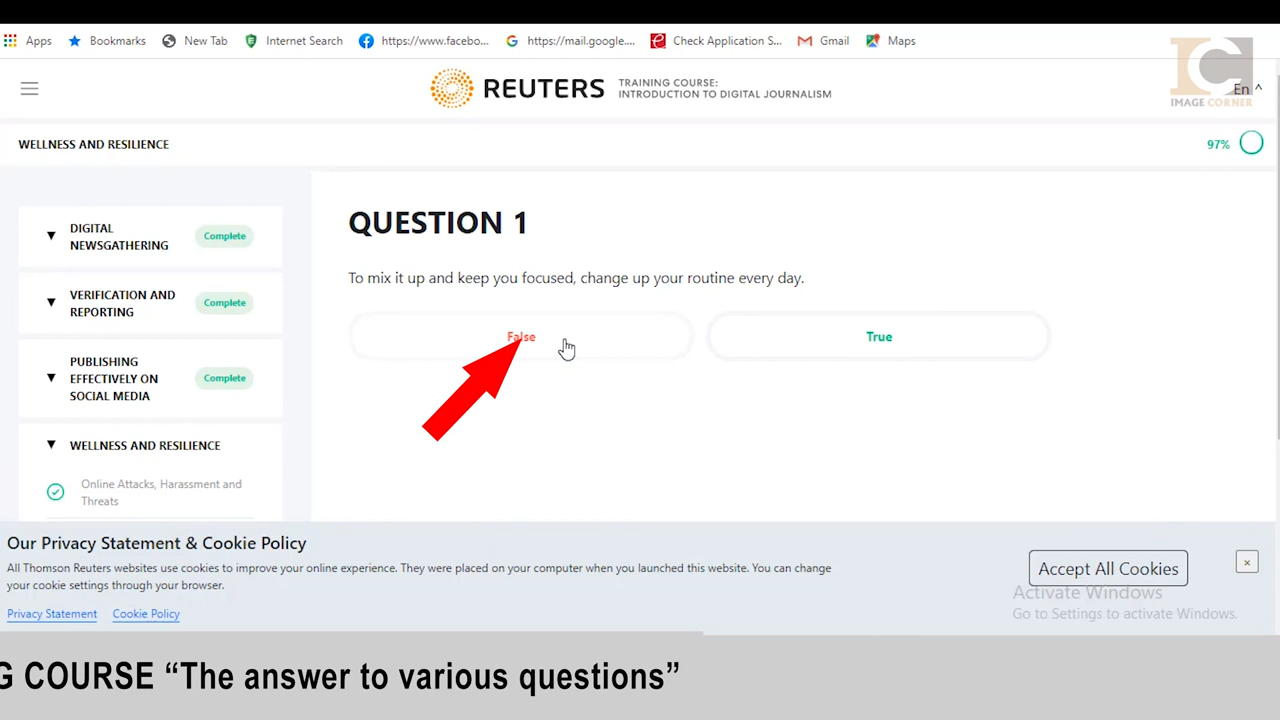 Apps Bookmarks New Tab Internet Search https://www.facebo... https://mail.google.... Check Application S... Gmail Maps
REUTERS
TRAINING COURSE:
INTRODUCTION TO DIGITAL JOURNALISM
En
IMAGE CORNER
WELLNESS AND RESILIENCE
97%
DIGITAL
NEWSGATHERING
Complete
VERIFICATION AND
REPORTING
Complete
PUBLISHING
EFFECTIVELY ON
SOCIAL MEDIA
Complete
WELLNESS AND RESILIENCE
Online Attacks, Harassment and
Threats
QUESTION 1
To mix it up and keep you focused, change up your routine every day.
False
True
Our Privacy Statement & Cookie Policy
All Thomson Reuters websites use cookies to improve your online experience. They were placed on your computer when you launched this website. You can change
your cookie settings through your browser.
Privacy Statement Cookie Policy
Accept All Cookies
Activate Windows
Go to Settings to activate Windows.
G COURSE “The answer to various questions”